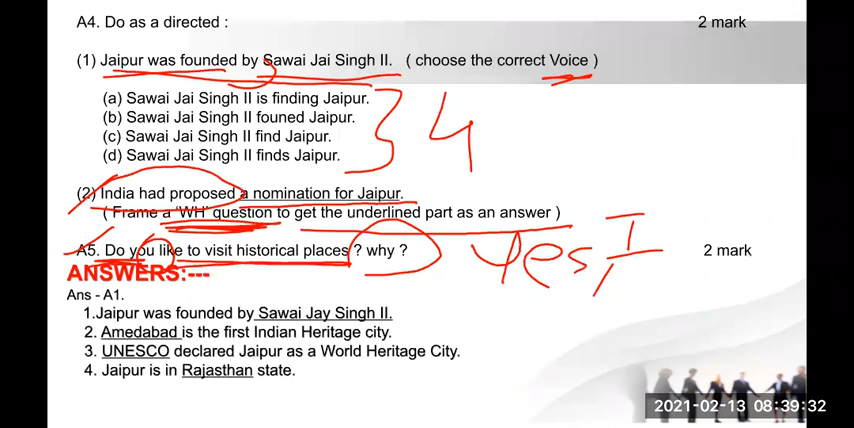 A4. Do as a directed : 2 mark
(1) Jaipur was founded by Sawai Jai Singh II. ( choose the correct Voice )
(a) Sawai Jai Singh II is finding Jaipur.
(b) Sawai Jai Singh II founed Jaipur.
(c) Sawai Jai Singh II find Jaipur.
(d) Sawai Jai Singh II finds Jaipur.
34
(2) India had proposed a nomination for Jaipur.
( Frame a 'WH' question to get the underlined part as an answer )
A5. Do you like to visit historical places ? why ? Yes, I 2 mark
ANSWERS:---
Ans - A1.
1.Jaipur was founded by Sawai Jay Singh II.
2. Amedabad is the first Indian Heritage city.
3. UNESCO declared Jaipur as a World Heritage City.
4. Jaipur is in Rajasthan state.
2021-02-13 08:39:32